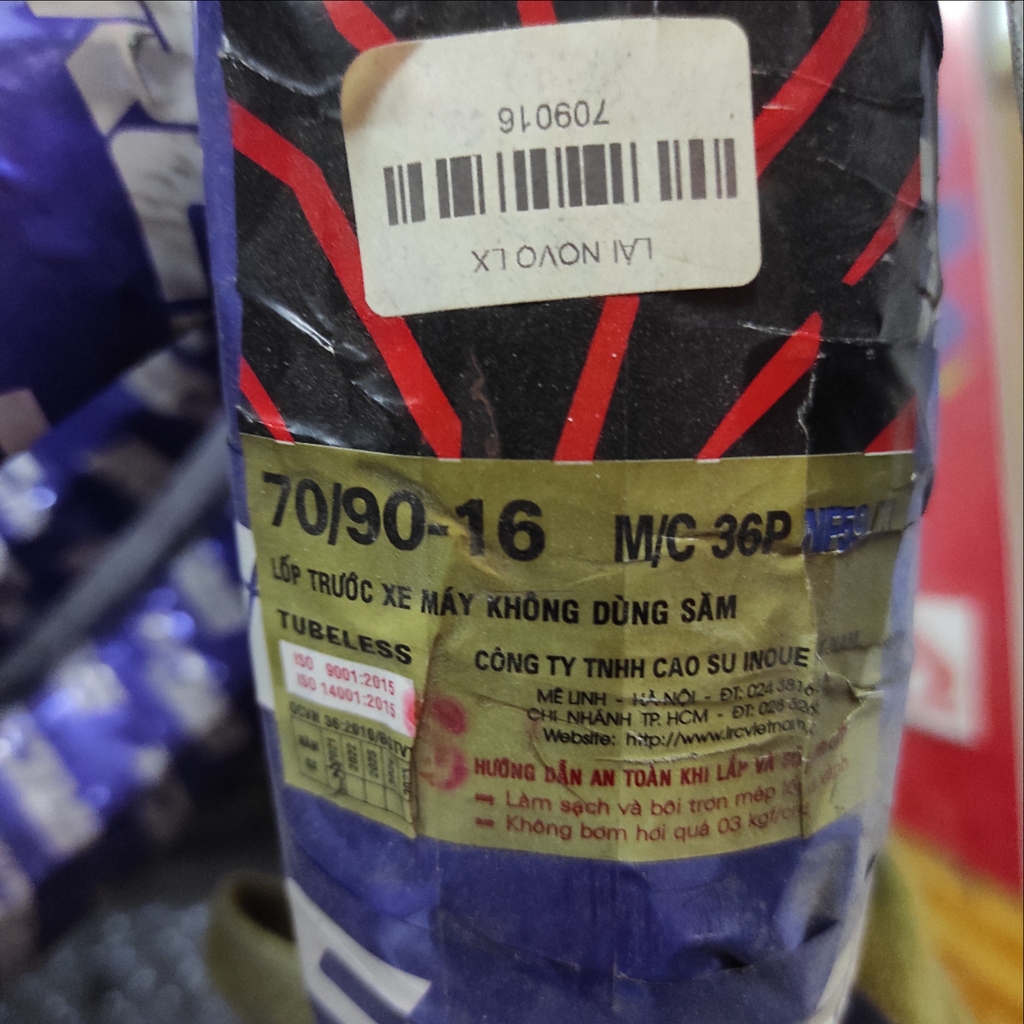 709016
LẢI NOVO LX
70/90-16 M/C 36P
LỐP TRƯỚC XE MÁY KHÔNG DÙNG SĂM
TUBELESS
ISO 9001:2015
ISO 14001:2015
CÔNG TY TNHH CAO SU INOUE
MÊ LINH - HÀ NỘI - ĐT: 024
CHI NHÁNH TP. HCM - ĐT: 028
Website: http://www.ircvietnam
HƯỚNG DẪN AN TOÀN KHI LẮP VÀ
Làm sạch và bôi trơn mép
Không bơm hơi quá 03 kgf/cm